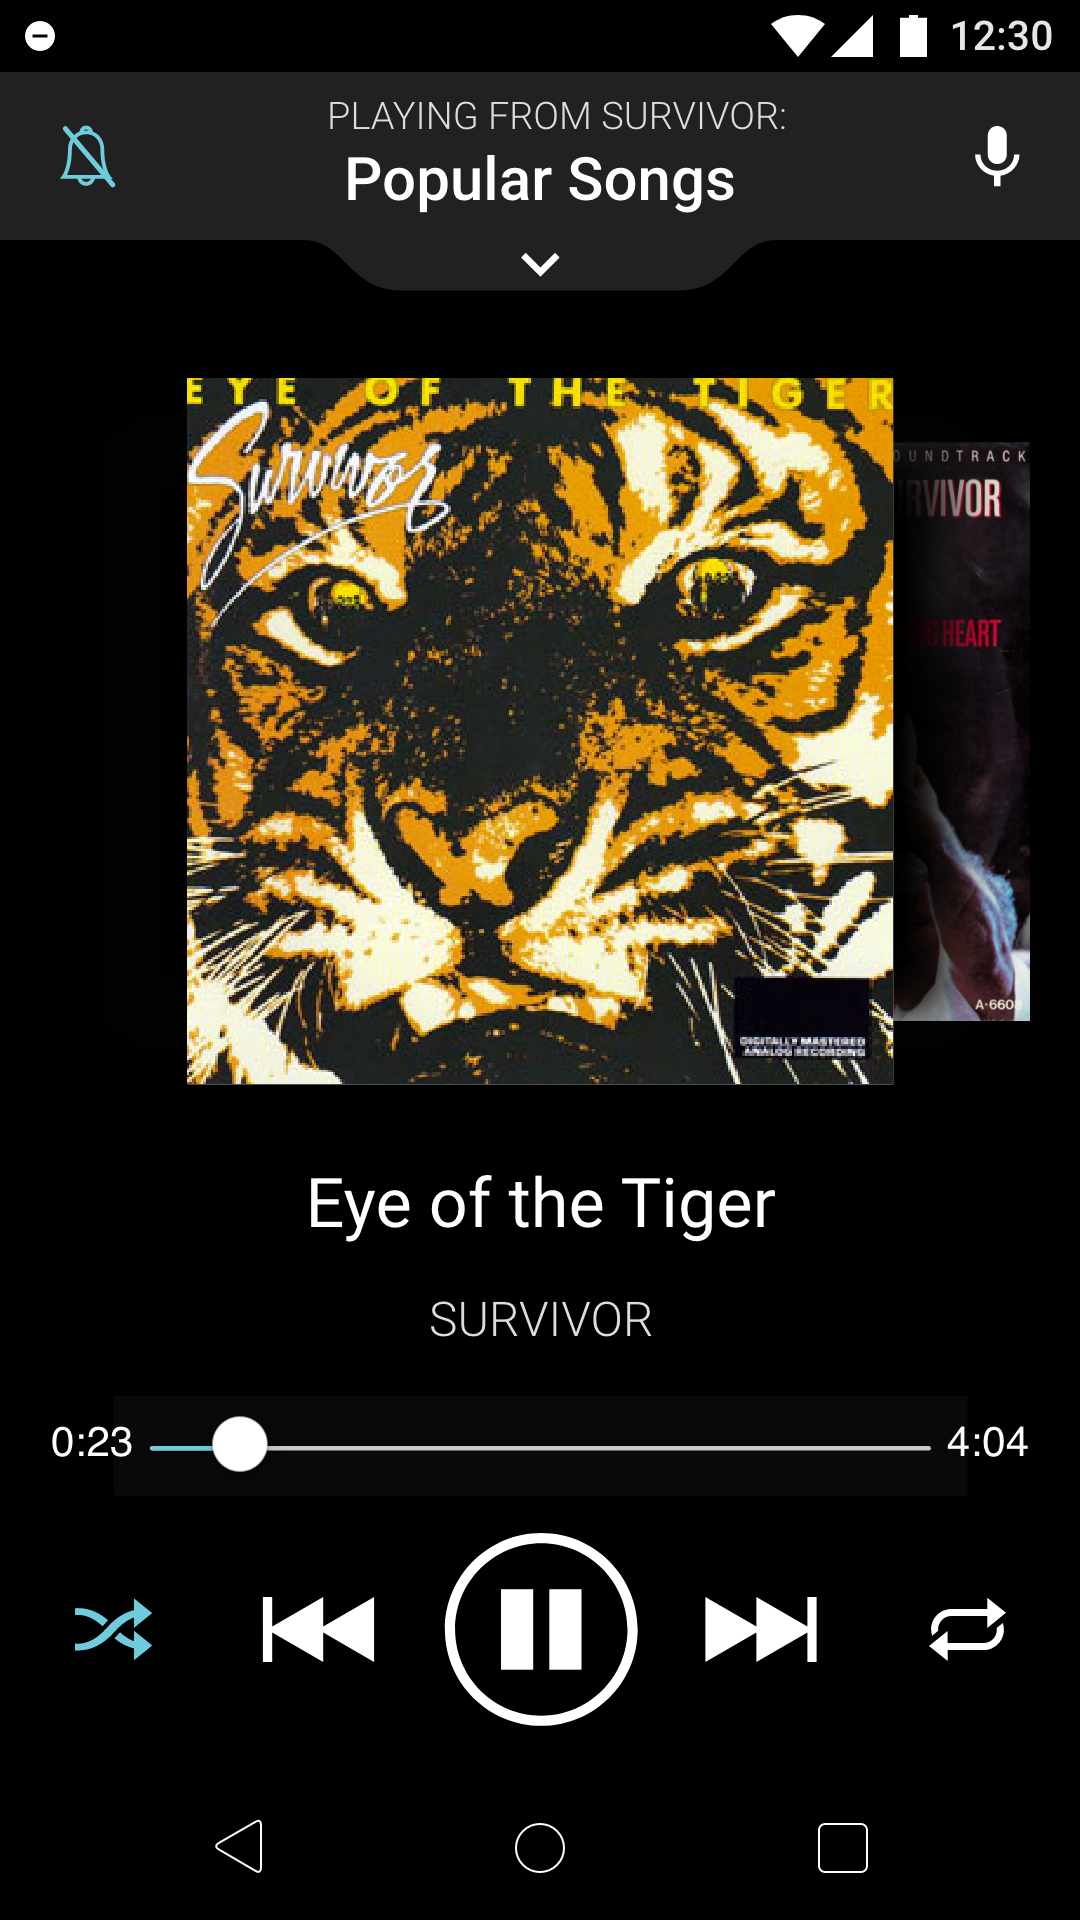 12:30
PLAYING FROM SURVIVOR:
Popular Songs
EYE OF THE TIGER
Survivor
OUNDTRACK
RVIVOR
G HEART
A-660
DIGITALLY MASTERED
ANALOG RECORDING
Eye of the Tiger
SURVIVOR
0:23
4:04